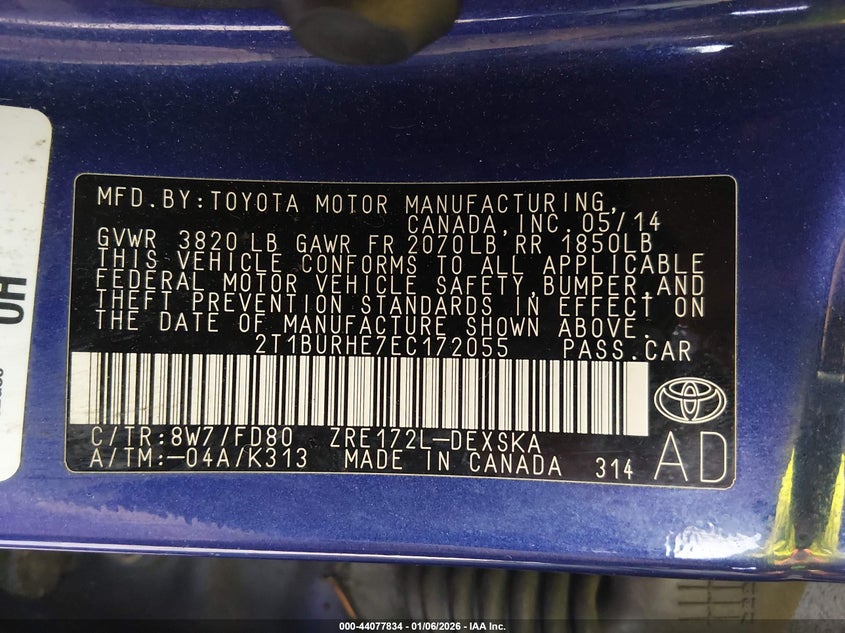 MFD.BY:TOYOTA MOTOR MANUFACTURING,
CANADA,INC.05/14
GVWR 3820 LB GAWR FR 2070LB RR 1850LB
THIS VEHICLE CONFORMS TO ALL APPLICABLE
FEDERAL MOTOR VEHICLE SAFETY,BUMPER,AND
THEFT PREVENTION STANDARDS IN EFFECT ON
THE DATE OF MANUFACTURE SHOWN ABOVE.
2T1BURHE7EC172055 PASS.CAR
C/TR:8W7/FD80 ZRE172L-DEXSKA
A/TM:-04A/K313 MADE IN CANADA 314 AD
000-44077834 - 01/06/2026 - IAA Inc.